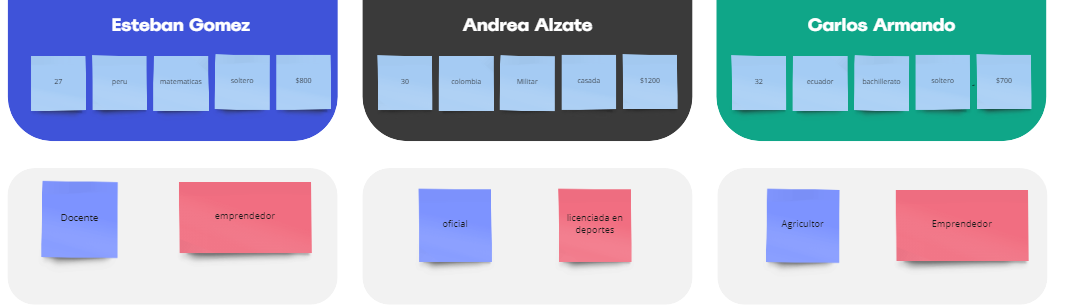 Esteban Gomez
27
peru
matematicas
soltero
$800
Docente
emprendedor
Andrea Alzate
30
colombia
Militar
casada
$1200
oficial
licenciada en
deportes
Carlos Armando
32
ecuador
bachillerato
soltero
$700
Agricultor
Emprendedor